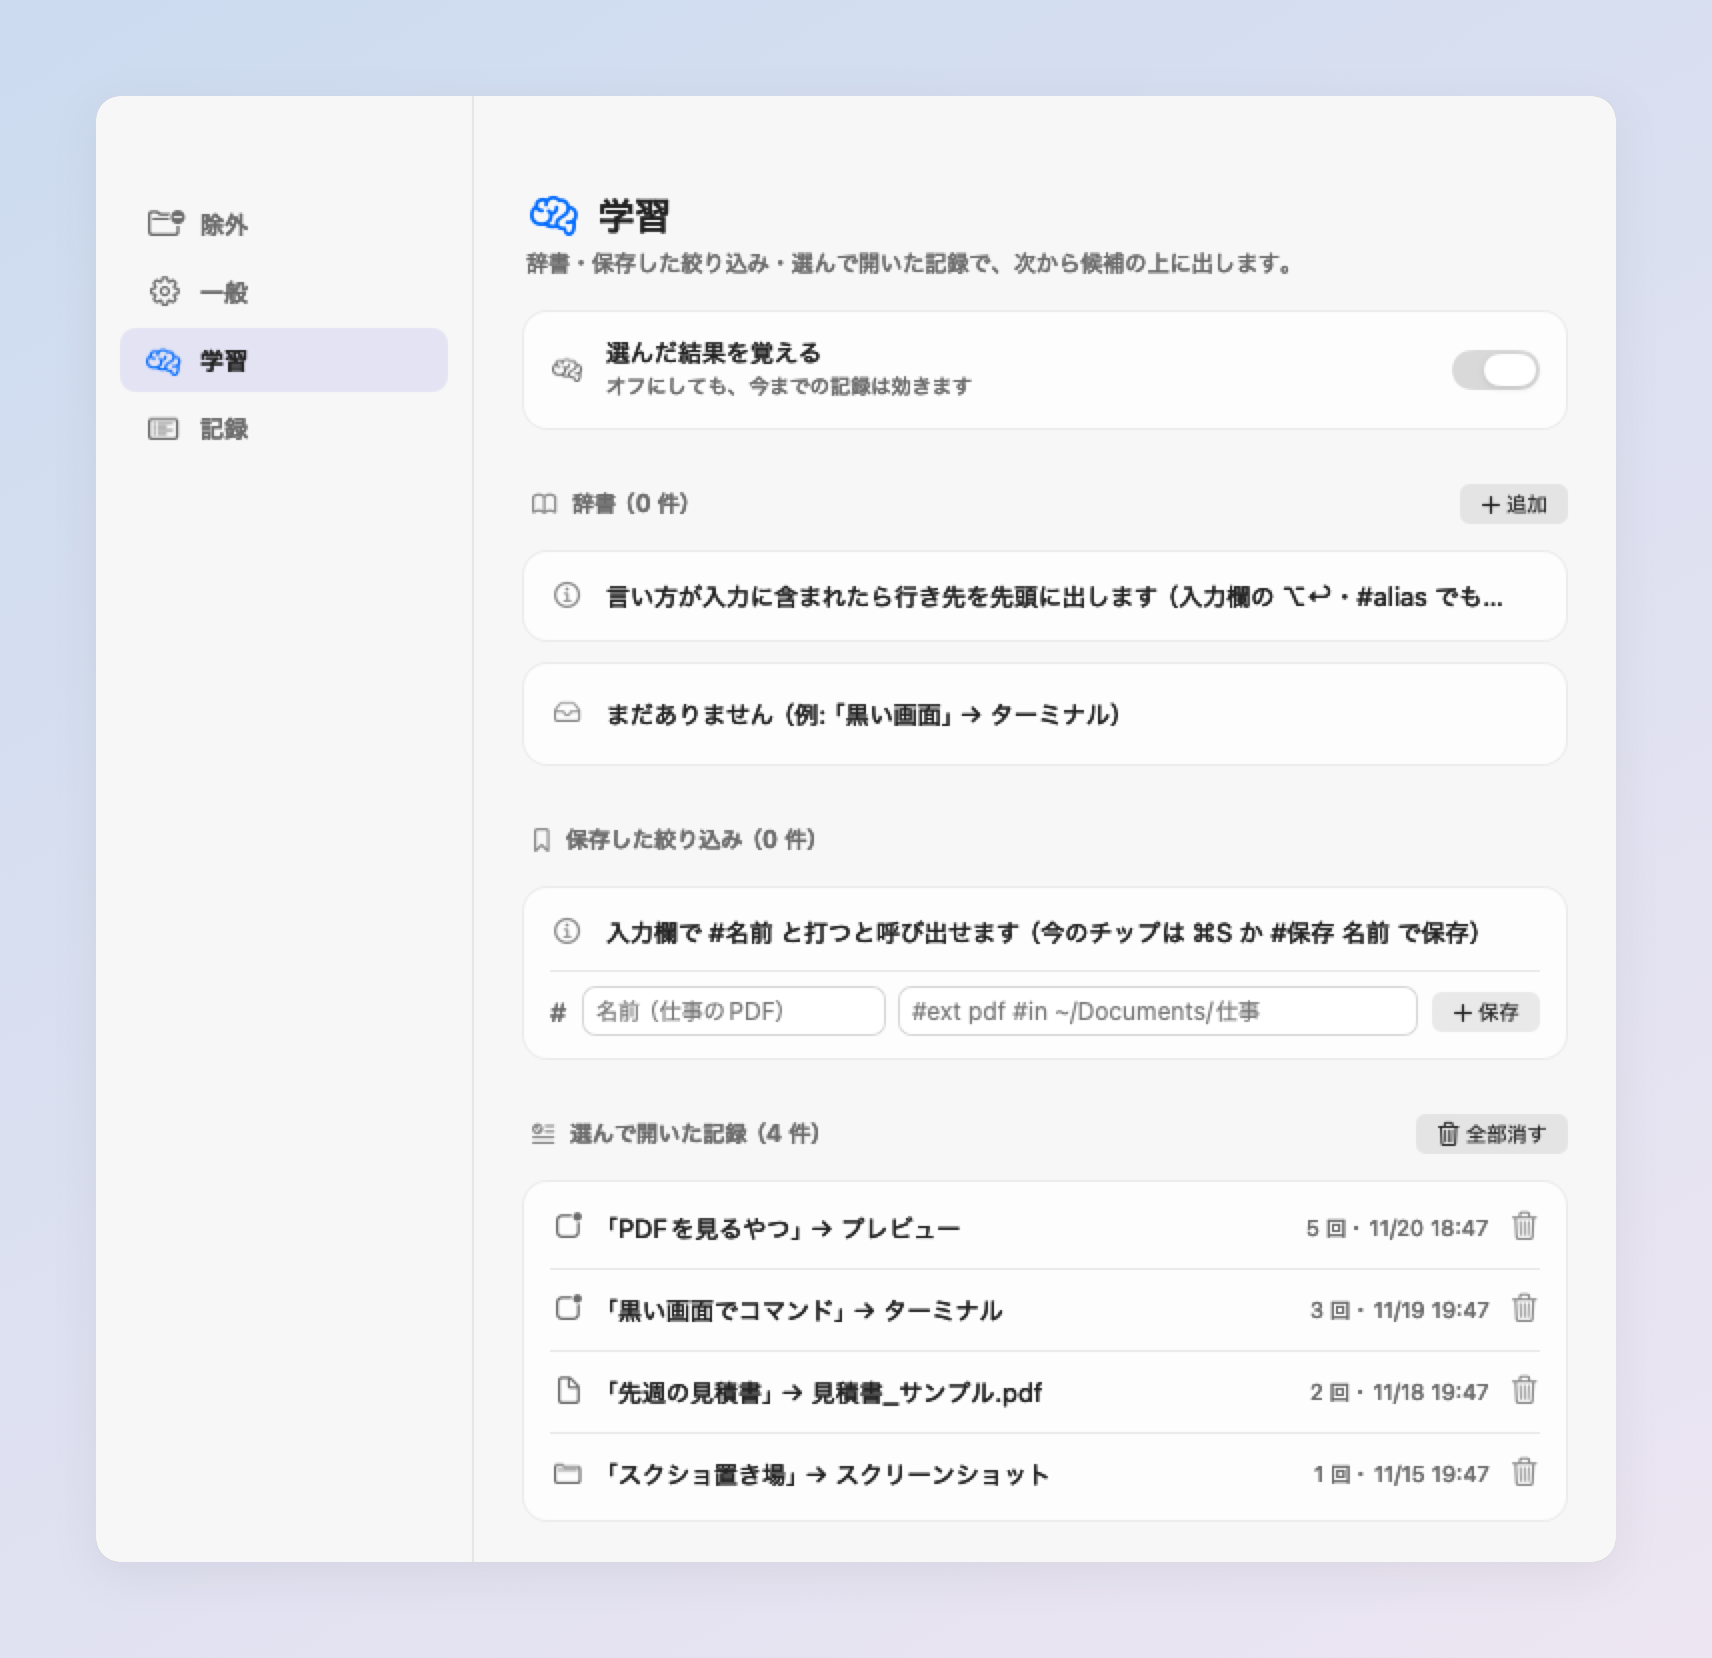 除外
一般
学習
記録
学習
辞書・保存した絞り込み・選んで開いた記録で、次から候補の上に出します。
選んだ結果を覚える
オフにしても、今までの記録は効きます
辞書（0 件）
＋追加
言い方が入力に含まれたら行き先を先頭に出します（入力欄の ⌥↩・#alias でも…
まだありません（例:「黒い画面」→ ターミナル）
保存した絞り込み（0 件）
入力欄で #名前 と打つと呼び出せます（今のチップは ⌘S か #保存 名前 で保存）
# 名前（仕事のPDF） #ext pdf #in ~/Documents/仕事 ＋保存
選んで開いた記録（4 件）
全部消す
「PDFを見るやつ」→ プレビュー 5 回・11/20 18:47
「黒い画面でコマンド」→ ターミナル 3 回・11/19 19:47
「先週の見積書」→ 見積書_サンプル.pdf 2 回・11/18 19:47
「スクショ置き場」→ スクリーンショット 1 回・11/15 19:47